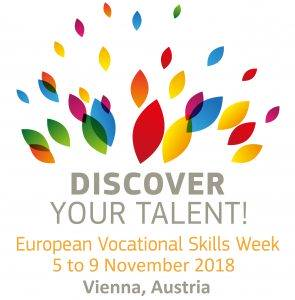 DISCOVER
YOUR TALENT!
European Vocational Skills Week
5 to 9 November 2018
Vienna, Austria